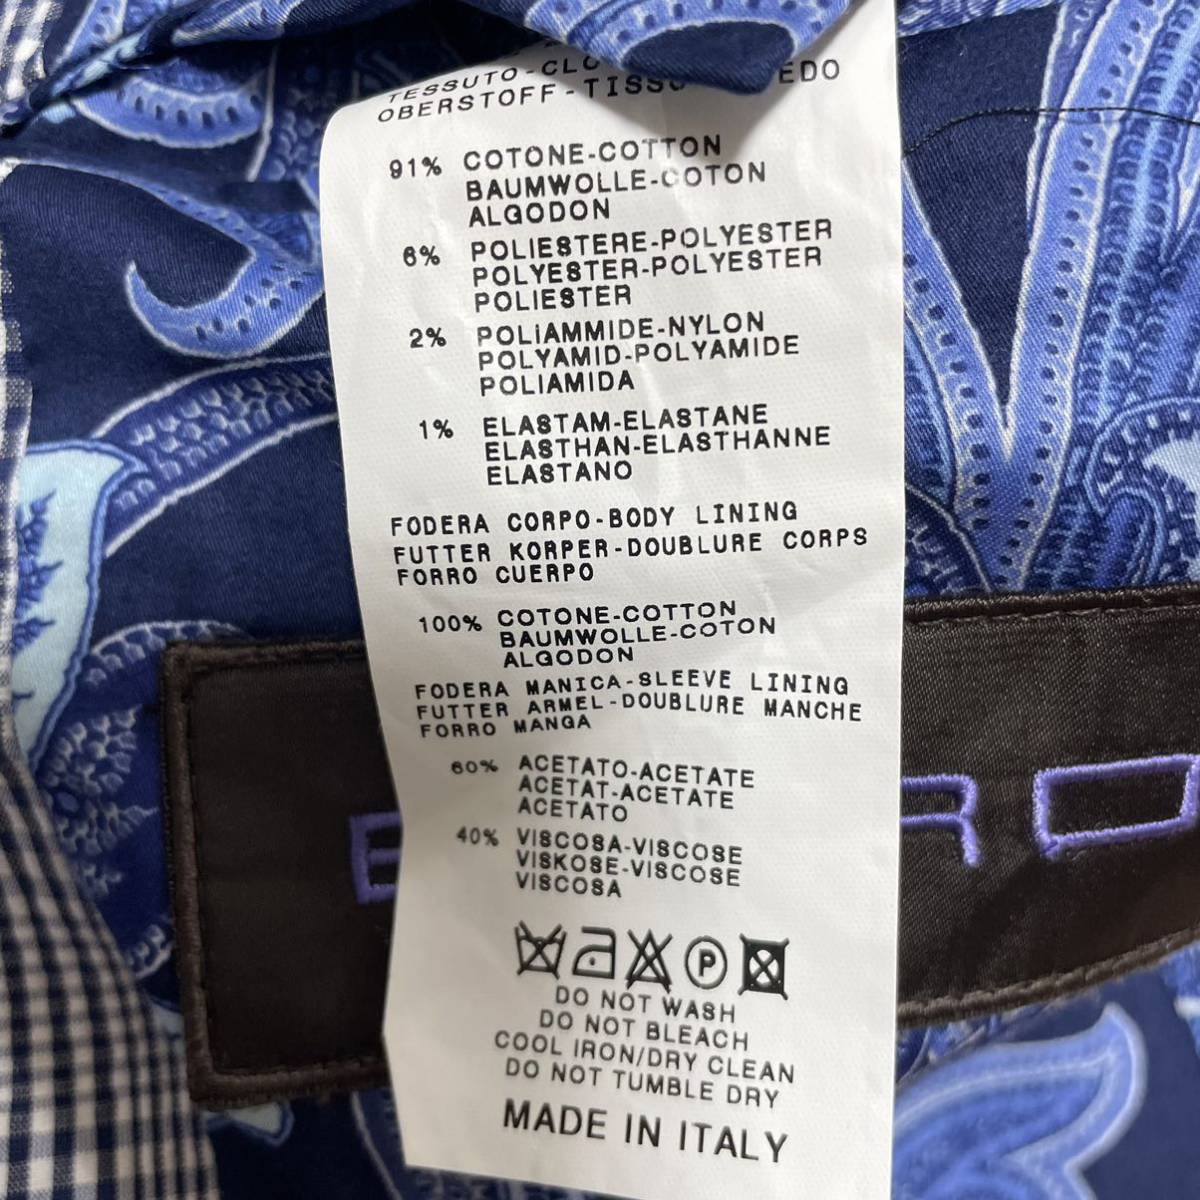 TESSUTO-
OBERSTOFF-
91% COTONE-COTTON
BAUMWOLLE-COTON
ALGODON
6% POLIESTERE-POLYESTER
POLYESTER-POLYESTER
POLIESTER
2% POLIAMMIDE-NYLON
POLYAMID-POLYAMIDE
POLIAMIDA
1% ELASTAM-ELASTANE
ELASTHAN-ELASTHANNE
ELASTANO
FODERA CORPO-BODY LINING
FUTTER KORPER-DOUBLURE CORPS
FORRO CUERPO
100% COTONE-COTTON
BAUMWOLLE-COTON
ALGODON
FODERA MANICA-SLEEVE LINING
FUTTER ARMEL-DOUBLURE MANCHE
FORRO MANGA
60% ACETATO-ACETATE
ACETAT-ACETATE
ACETATO
40% VISCOSA-VISCOSE
VISKOSE-VISCOSE
VISCOSA
P
DO NOT WASH
DO NOT BLEACH
COOL IRON/DRY CLEAN
DO NOT TUMBLE DRY
MADE IN ITALY